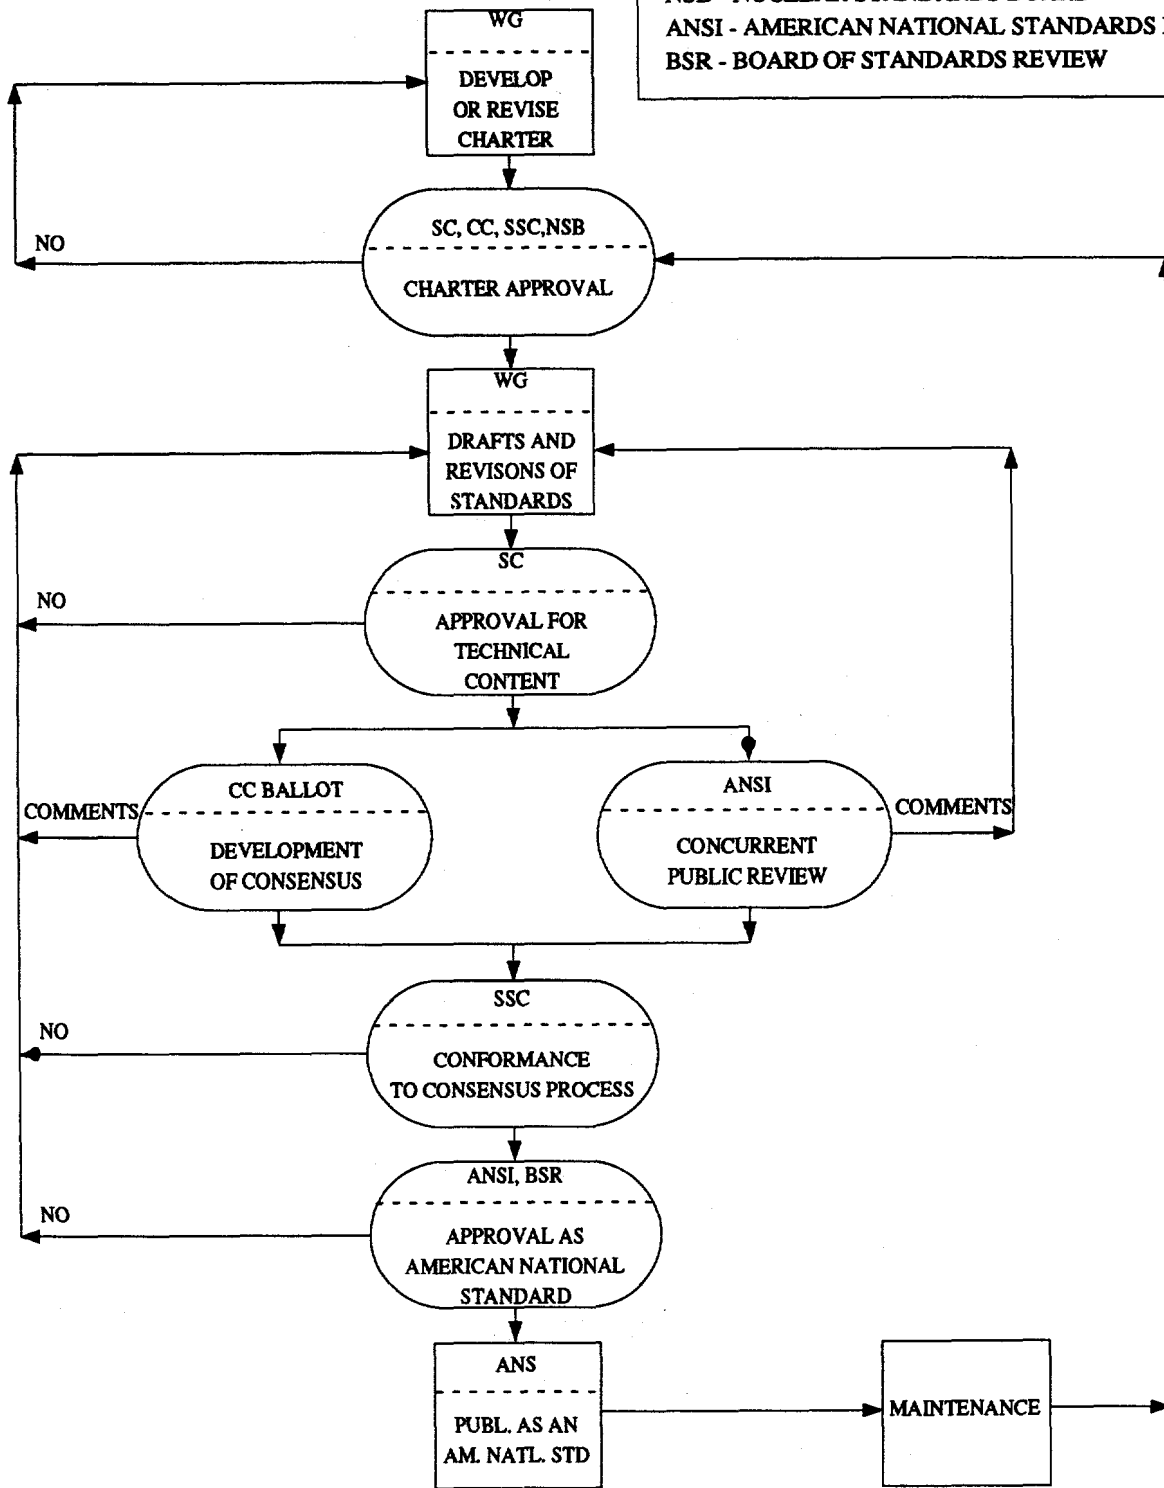 ANSI - AMERICAN NATIONAL STANDARDS
BSR - BOARD OF STANDARDS REVIEW
WG
DEVELOP
OR REVISE
CHARTER
SC, CC, SSC,NSB
NO
CHARTER APPROVAL
WG
DRAFTS AND
REVISONS OF
STANDARDS
SC
NO
APPROVAL FOR
TECHNICAL
CONTENT
CC BALLOT
COMMENTS
DEVELOPMENT
OF CONSENSUS
ANSI
COMMENTS
CONCURRENT
PUBLIC REVIEW
SSC
NO
CONFORMANCE
TO CONSENSUS PROCESS
ANSI, BSR
NO
APPROVAL AS
AMERICAN NATIONAL
STANDARD
ANS
PUBL. AS AN
AM. NATL. STD
MAINTENANCE